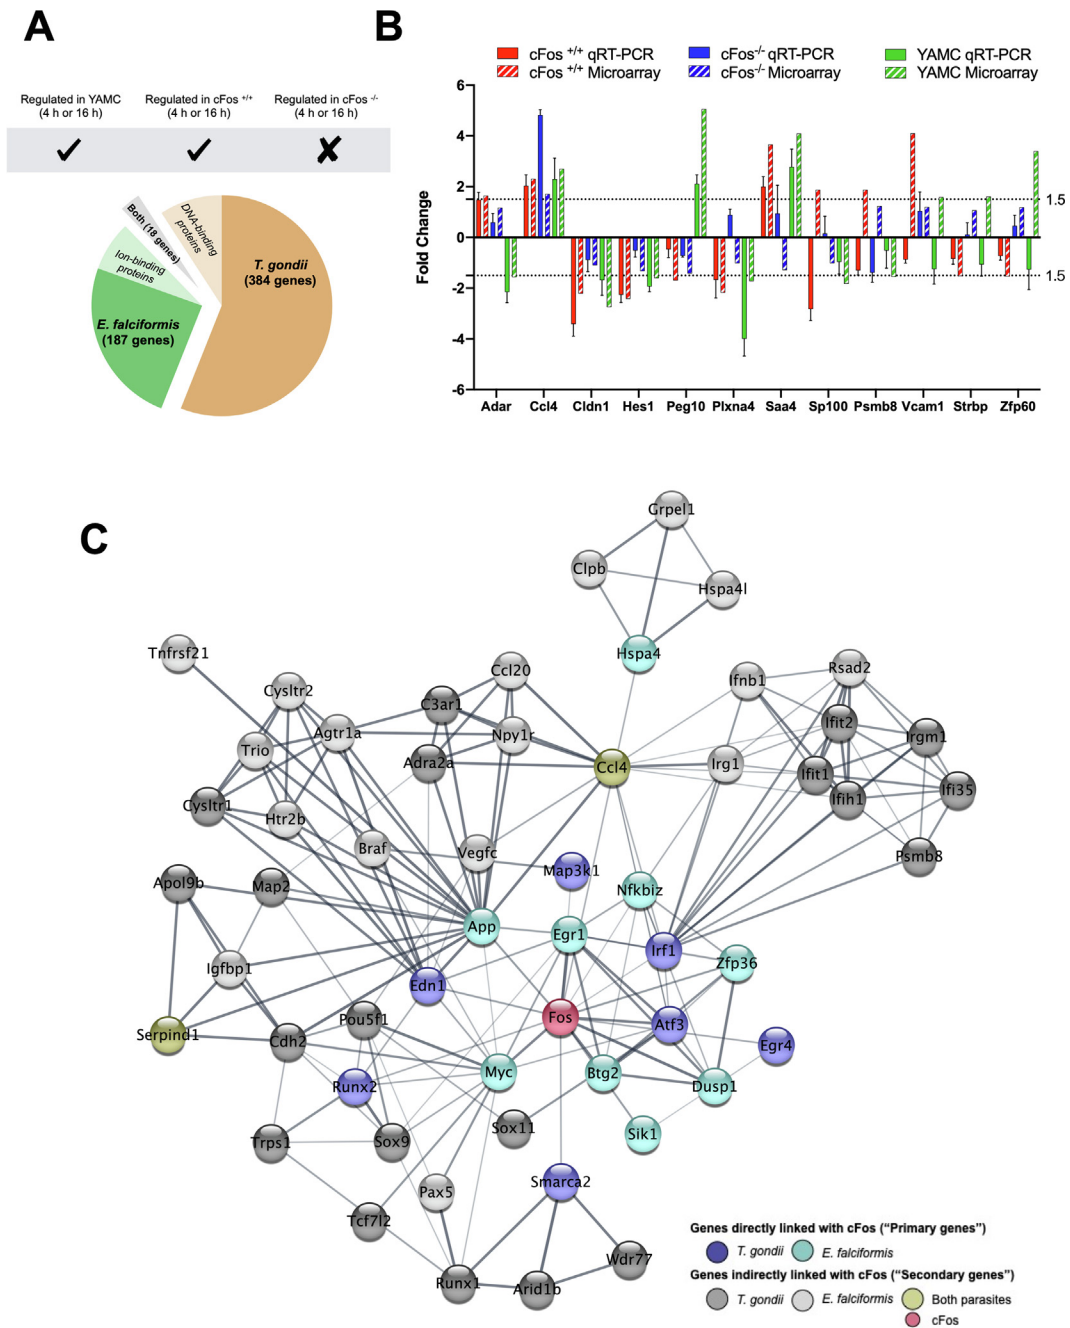 A
Regulated in YAMC
(4 h or 16 h)
Regulated in cFos +/+
(4 h or 16 h)
Regulated in cFos -/-
(4 h or 16 h)
✓ ✓ ✘
Both (18 genes)
DNA-binding
proteins
Ion-binding
proteins
T. gondii
(384 genes)
E. falciformis
(187 genes)
B
cFos +/+ qRT-PCR
cFos +/+ Microarray
cFos-/- qRT-PCR
cFos-/- Microarray
YAMC qRT-PCR
YAMC Microarray
Fold Change
6
4
2
0
-2
-4
-6
1.5
1.5
Adar Ccl4 Cldn1 Hes1 Peg10 Plxna4 Saa4 Sp100 Psmb8 Vcam1 Strbp Zfp60
C
Grpel1
Clpb
Hspa4l
Hspa4
Tnfrsf21
Cysltr2
Ccl20
Ifnb1
Rsad2
C3ar1
Agtr1a
Npy1r
Ifit2
Irgm1
Trio
Adra2a
Ccl4
Irg1
Ifit1
Cysltr1
Htr2b
Ifih1
Ifi35
Braf
Vegfc
Psmb8
Map3k1
Apol9b
Map2
Nfkbiz
App
Egr1
Irf1
Zfp36
Igfbp1
Edn1
Serpind1
Cdh2
Pou5f1
Fos
Atf3
Egr4
Runx2
Myc
Btg2
Dusp1
Trps1
Sox9
Sox11
Sik1
Pax5
Smarca2
Tcf7l2
Wdr77
Runx1
Arid1b
Genes directly linked with cFos (“Primary genes”)
T. gondii
E. falciformis
Genes indirectly linked with cFos (“Secondary genes”)
T. gondii
E. falciformis
Both parasites
cFos